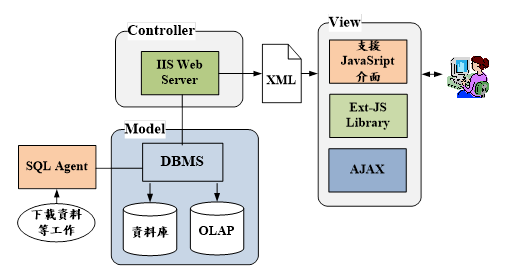 Controller
IIS Web
Server
XML
View
支援
JavaSript
介面
Ext-JS
Library
AJAX
Model
DBMS
資料庫
OLAP
SQL Agent
下載資料
等工作